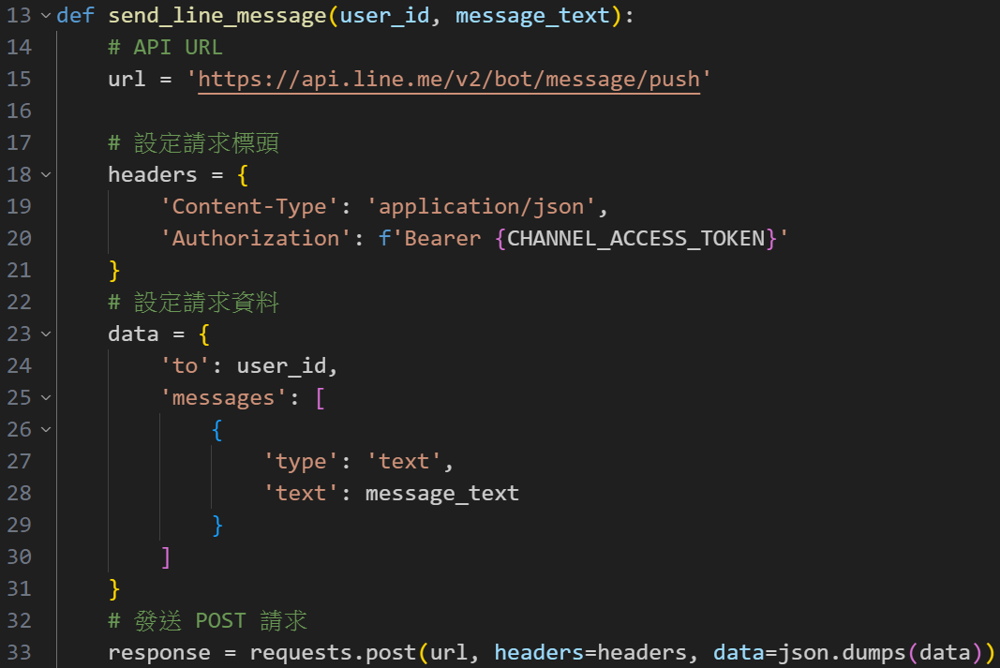 13 def send_line_message(user_id, message_text):
14     # API URL
15     url = 'https://api.line.me/v2/bot/message/push'
16
17     # 設定請求標頭
18     headers = {
19         'Content-Type': 'application/json',
20         'Authorization': f'Bearer {CHANNEL_ACCESS_TOKEN}'
21     }
22     # 設定請求資料
23     data = {
24         'to': user_id,
25         'messages': [
26             {
27                 'type': 'text',
28                 'text': message_text
29             }
30         ]
31     }
32     # 發送 POST 請求
33     response = requests.post(url, headers=headers, data=json.dumps(data))